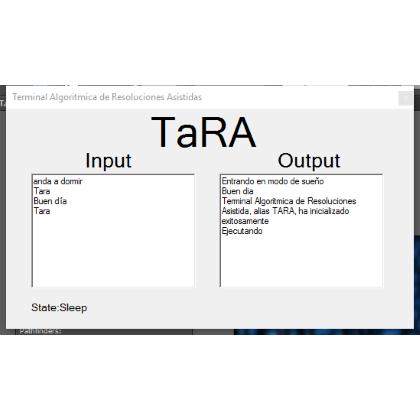 Terminal Algoritmica de Resoluciones Asistidas
TaRA
Input
Output
anda a dormir
Tara
Buen día
Tara
Entrando en modo de sueño
Buen dia
Terminal Algoritmica de Resoluciones
Asistida, alias TARA, ha inicializado
exitosamente
Ejecutando
State:Sleep
Pathfinders: